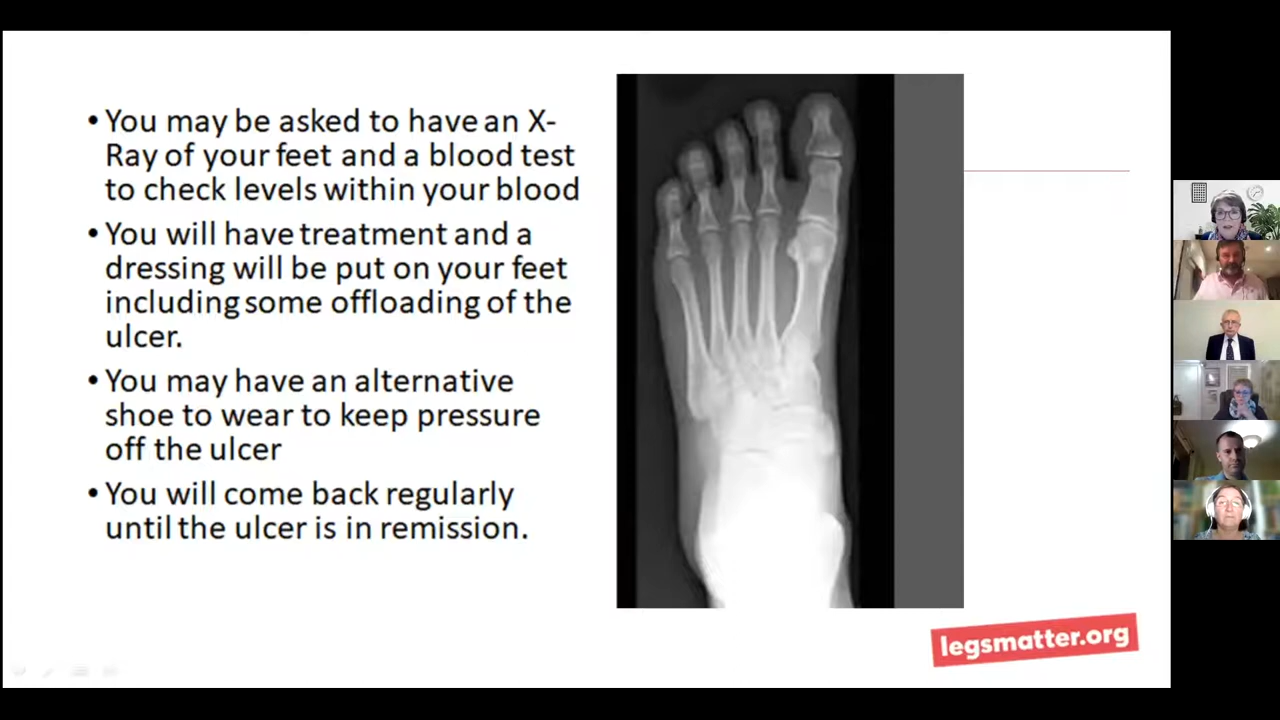 • You may be asked to have an X-
Ray of your feet and a blood test
to check levels within your blood
• You will have treatment and a
dressing will be put on your feet
including some offloading of the
ulcer.
• You may have an alternative
shoe to wear to keep pressure
off the ulcer
• You will come back regularly
until the ulcer is in remission.
legsmatter.org